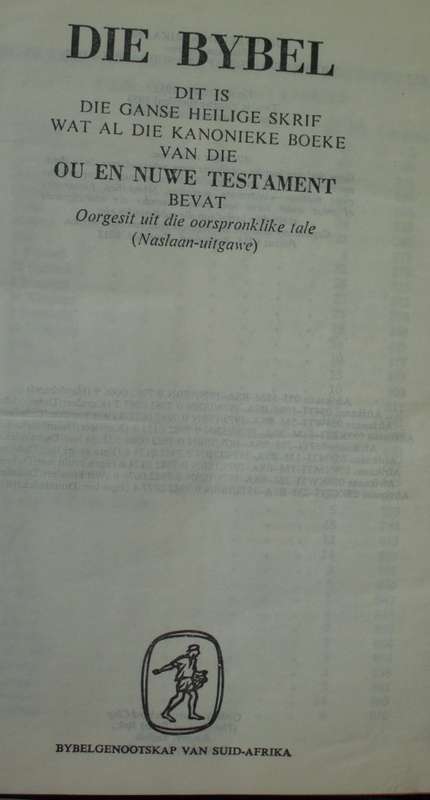 DIE BYBEL
DIT IS
DIE GANSE HEILIGE SKRIF
WAT AL DIE KANONIEKE BOEKE
VAN DIE
OU EN NUWE TESTAMENT
BEVAT
Oorgesit uit die oorspronklike tale
(Naslaan-uitgawe)
BYBELGENOOTSKAP VAN SUID-AFRIKA